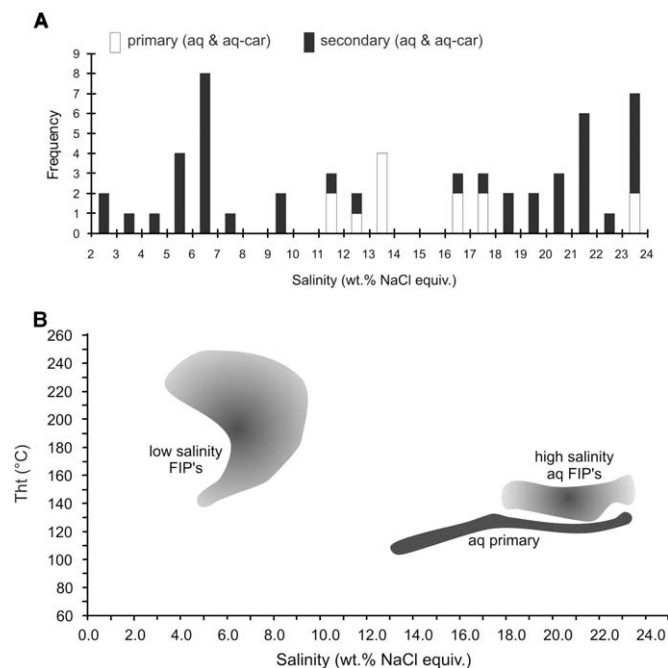 A
primary (aq & aq-car) secondary (aq & aq-car)
9
8
7
6
5
4
3
2
1
0
Frequency
2 3 4 5 6 7 8 9 10 11 12 13 14 15 16 17 18 19 20 21 22 23 24
Salinity (wt.% NaCl equiv.)
B
260
240
220
200
180
160
140
120
100
80
60
Tht (°C)
low salinity
FIP's
high salinity
aq FIP's
aq primary
0.0 2.0 4.0 6.0 8.0 10.0 12.0 14.0 16.0 18.0 20.0 22.0 24.0
Salinity (wt.% NaCl equiv.)